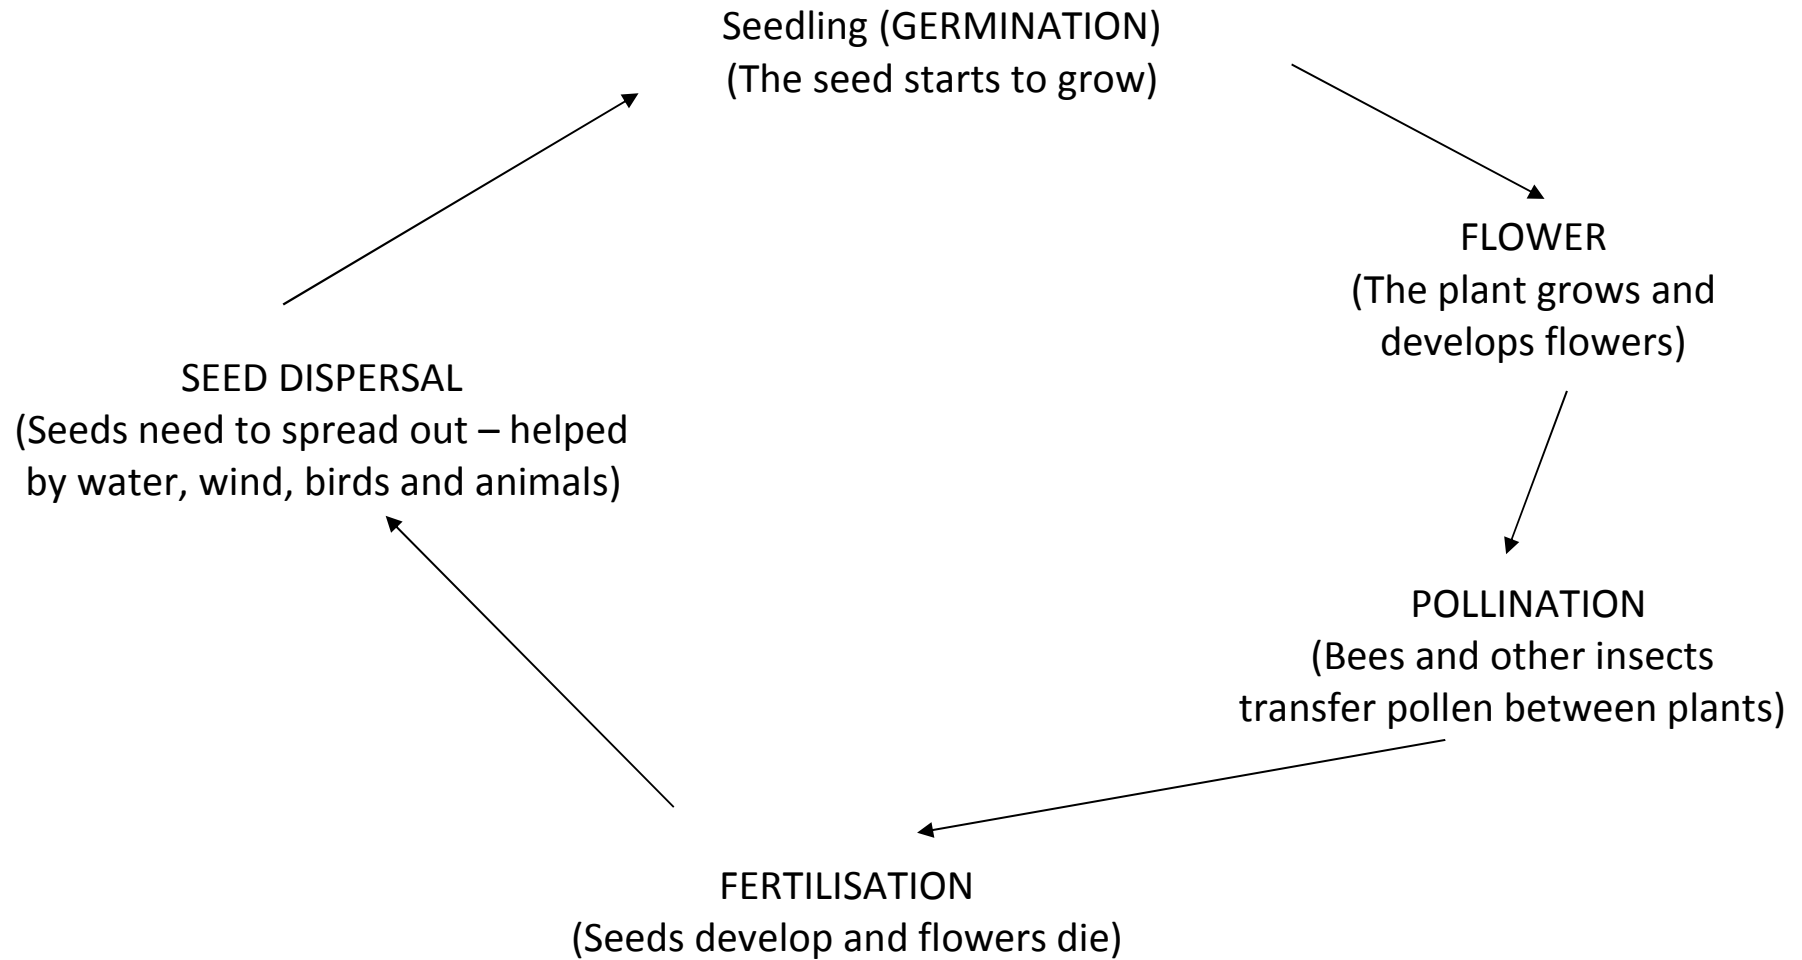 Seedling (GERMINATION)
(The seed starts to grow)
FLOWER
(The plant grows and
develops flowers)
POLLINATION
(Bees and other insects
transfer pollen between plants)
FERTILISATION
(Seeds develop and flowers die)
SEED DISPERSAL
(Seeds need to spread out – helped
by water, wind, birds and animals)